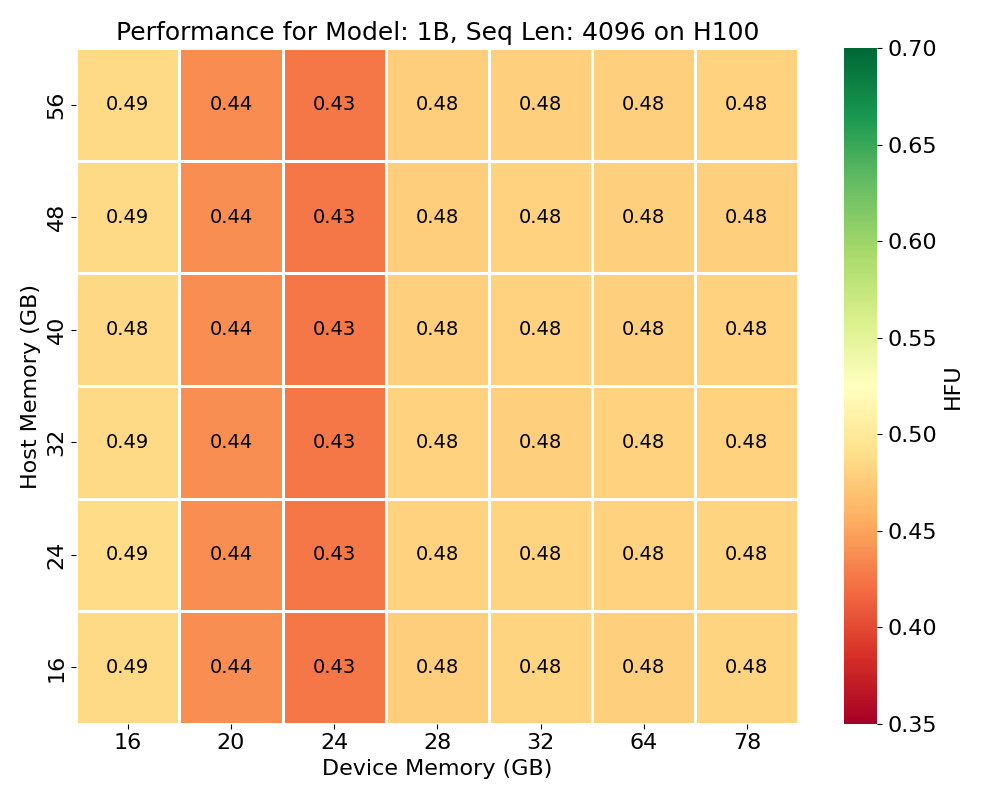 Performance for Model: 1B, Seq Len: 4096 on H100
Host Memory (GB)
56 0.49 0.44 0.43 0.48 0.48 0.48 0.48
48 0.49 0.44 0.43 0.48 0.48 0.48 0.48
40 0.48 0.44 0.43 0.48 0.48 0.48 0.48
32 0.49 0.44 0.43 0.48 0.48 0.48 0.48
24 0.49 0.44 0.43 0.48 0.48 0.48 0.48
16 0.49 0.44 0.43 0.48 0.48 0.48 0.48
16 20 24 28 32 64 78
Device Memory (GB)
0.70
0.65
0.60
0.55
0.50
0.45
0.40
0.35
HFU